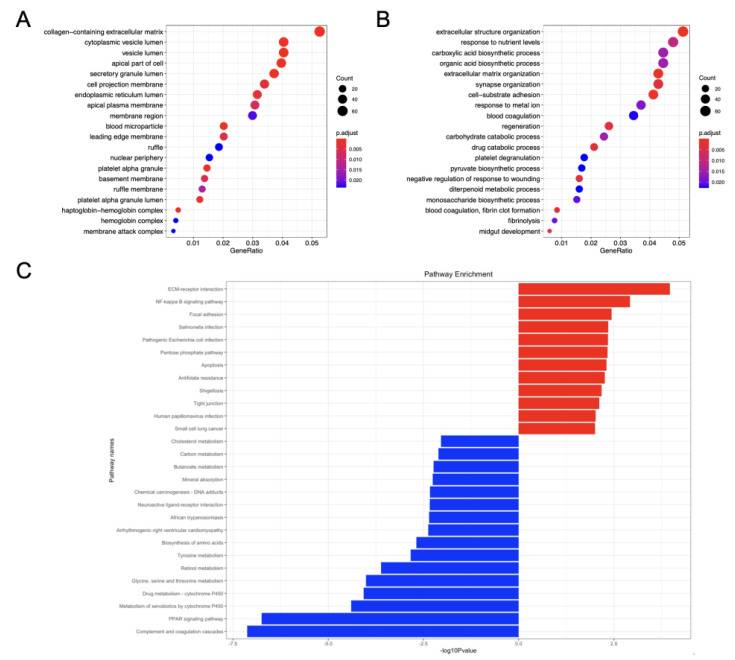 A
collagen-containing extracellular matrix
cytoplasmic vesicle lumen
vesicle lumen
apical part of cell
secretory granule lumen
cell projection membrane
endoplasmic reticulum lumen
apical plasma membrane
membrane region
blood microparticle
leading edge membrane
ruffle
nuclear periphery
platelet alpha granule
basement membrane
ruffle membrane
platelet alpha granule lumen
haptoglobin-hemoglobin complex
hemoglobin complex
membrane attack complex
0.01 0.02 0.03 0.04 0.05
GeneRatio
Count
20
40
60
p.adjust
0.005
0.010
0.015
0.020
B
extracellular structure organization
response to nutrient levels
carboxylic acid biosynthetic process
organic acid biosynthetic process
extracellular matrix organization
synapse organization
cell-substrate adhesion
response to metal ion
blood coagulation
regeneration
carbohydrate catabolic process
drug catabolic process
platelet degranulation
pyruvate biosynthetic process
negative regulation of response to wounding
diterpenoid metabolic process
monosaccharide biosynthetic process
blood coagulation, fibrin clot formation
fibrinolysis
midgut development
0.01 0.02 0.03 0.04 0.05
GeneRatio
Count
20
40
60
p.adjust
0.005
0.010
0.015
0.020
C
Pathway Enrichment
Pathway names
ECM-receptor interaction
NF-kappa B signaling pathway
Focal adhesion
Salmonella infection
Pathogenic Escherichia coli infection
Pentose phosphate pathway
Apoptosis
Antifolate resistance
Shigellosis
Tight junction
Human papillomavirus infection
Small cell lung cancer
Cholesterol metabolism
Carbon metabolism
Butanoate metabolism
Mineral absorption
Chemical carcinogenesis - DNA adducts
Neuroactive ligand-receptor interaction
African trypanosomiasis
Arrhythmogenic right ventricular cardiomyopathy
Biosynthesis of amino acids
Tyrosine metabolism
Retinol metabolism
Glycine, serine and threonine metabolism
Drug metabolism - cytochrome P450
Metabolism of xenobiotics by cytochrome P450
PPAR signaling pathway
Complement and coagulation cascades
-7.5 -5.0 -2.5 0.0 2.5
-log10Pvalue